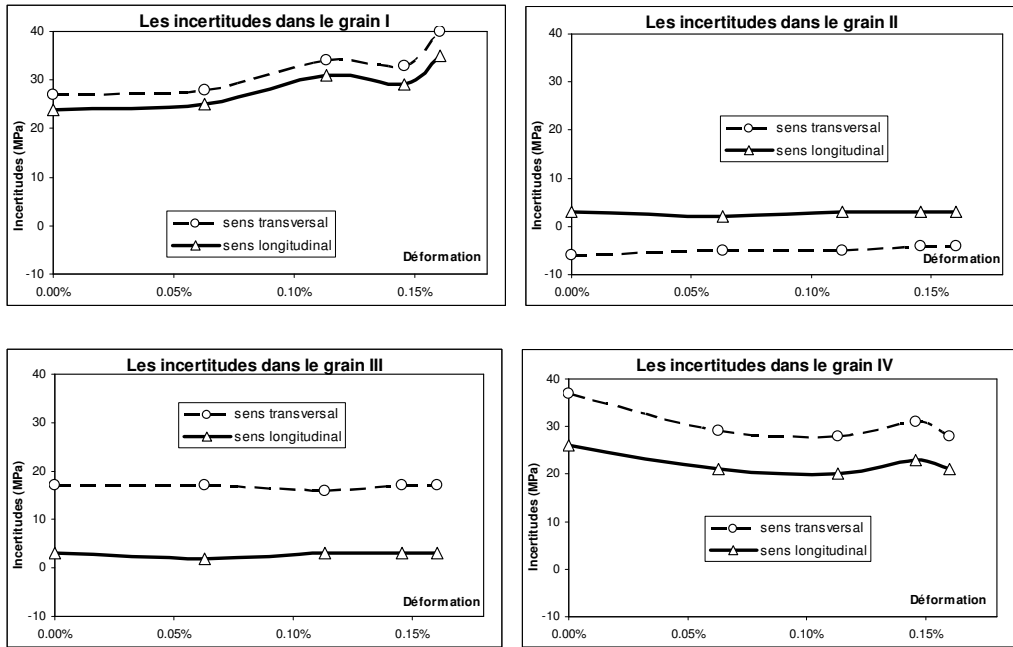 Les incertitudes dans le grain I
Incertitudes (MPa)
40
30
20
10
0
-10
sens transversal
sens longitudinal
Déformation
0.00%
0.05%
0.10%
0.15%
Les incertitudes dans le grain II
Incertitudes (MPa)
40
30
20
10
0
-10
sens transversal
sens longitudinal
Déformation
0.00%
0.05%
0.10%
0.15%
Les incertitudes dans le grain III
Incertitudes (MPa)
40
30
20
10
0
-10
sens transversal
sens longitudinal
Déformation
0.00%
0.05%
0.10%
0.15%
Les incertitudes dans le grain IV
Incertitudes (MPa)
40
30
20
10
0
-10
sens transversal
sens longitudinal
Déformation
0.00%
0.05%
0.10%
0.15%